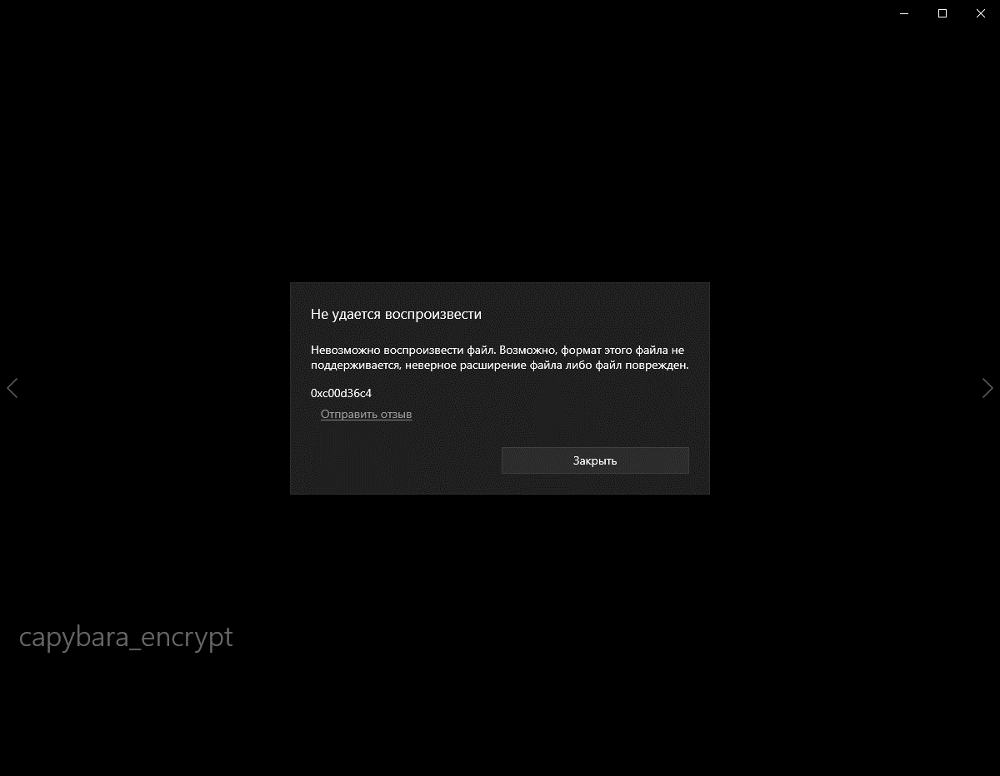 Не удается воспроизвести
Невозможно воспроизвести файл. Возможно, формат этого файла не
поддерживается, неверное расширение файла либо файл поврежден.
0xc00d36c4
Отправить отзыв
Закрыть
capybara_encrypt